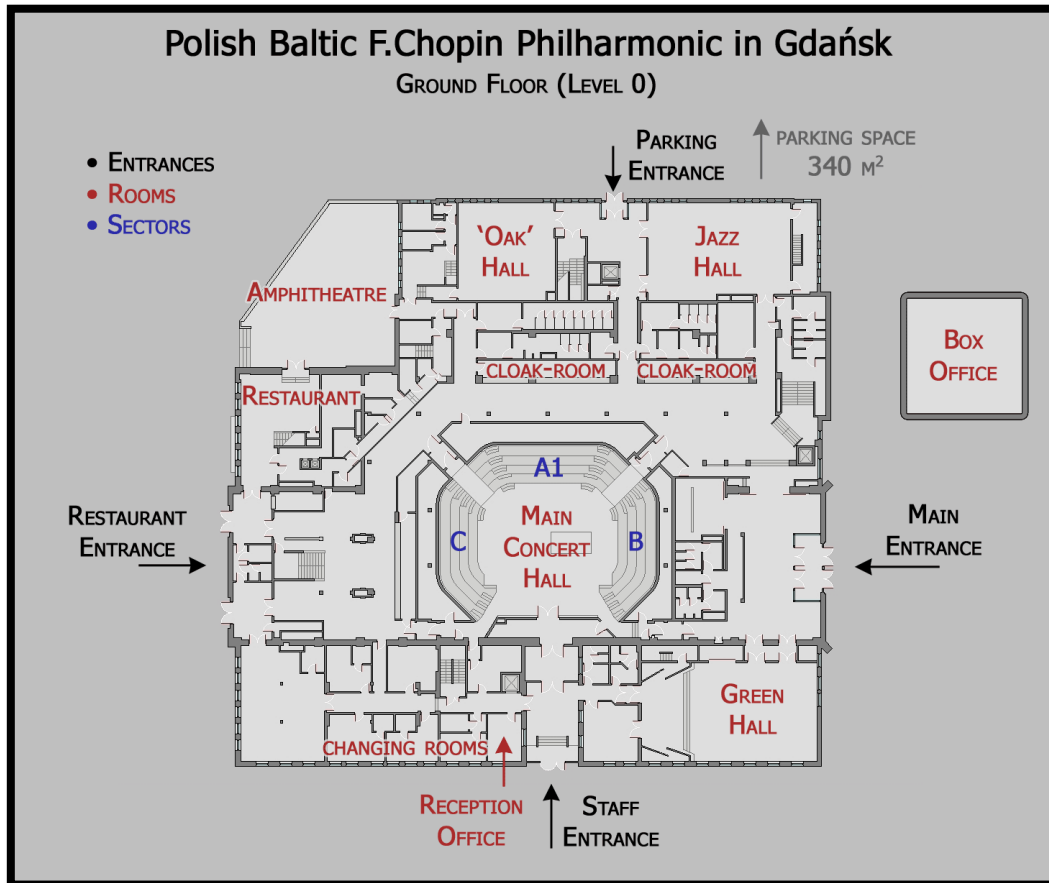 Polish Baltic F.Chopin Philharmonic in Gdańsk
Ground Floor (Level 0)
• Entrances
• Rooms
• Sectors
Parking
Entrance
parking space
340 m²
'Oak'
Hall
Jazz
Hall
Amphitheatre
Box
Office
cloak-room
cloak-room
Restaurant
A1
Restaurant
Entrance
C
Main
Concert
Hall
B
Main
Entrance
Green
Hall
changing rooms
Reception
Office
Staff
Entrance